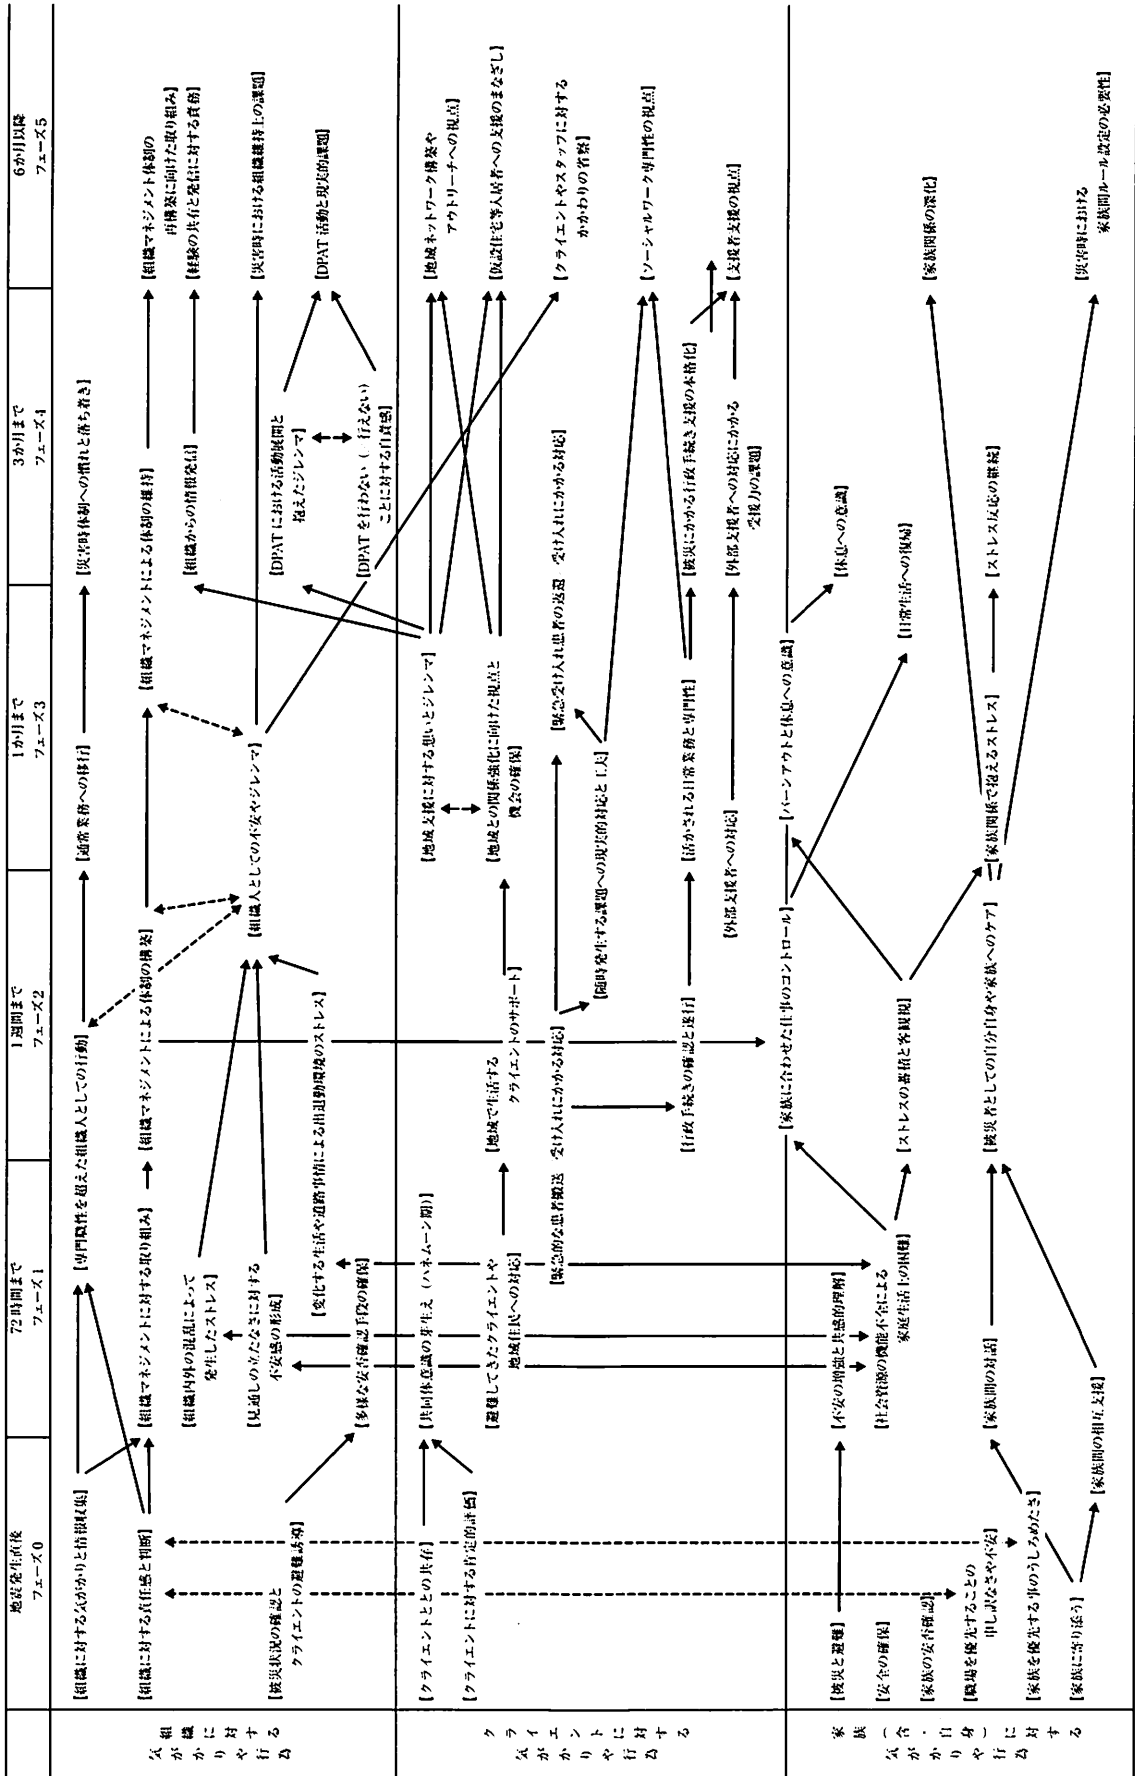 地震発生直後
フェーズ0
72時間まで
フェーズ1
1週間まで
フェーズ2
1か月まで
フェーズ3
3か月まで
フェーズ4
6か月以降
フェーズ5
組織に対する
気がかりや行為
【組織に対する気がかりと情報収集】
【組織に対する責任感と判断】
【被災状況の確認と
クライエントの避難誘導】
【専門職性を超えた組織人としての行動】
【組織マネジメントに対する取り組み】
【組織内外の混乱によって
発生したストレス】
【見通しの立たなさに対する
不安感の形成】
【変化する生活や道路事情による出退勤環境のストレス】
【多様な安否確認手段の確保】
【組織マネジメントによる体制の構築】
【通常業務への移行】
【組織人としての不安やジレンマ】
【災害時体制への慣れと落ち着き】
【組織マネジメントによる体制の維持】
【組織からの情報発信】
【DPATにおける活動展開と
抱えたジレンマ】
【DPATを行わない（行えない）
ことに対する自責感】
【組織マネジメント体制の
再構築に向けた取り組み】
【経験の共有と発信に対する責務】
【災害時における組織維持上の課題】
【DPAT活動と現実的課題】
クライエントに対する
気がかりや行為
【クライエントとの共有】
【クライエントに対する肯定的評価】
【共同体意識の芽生え（ハネムーン期）】
【避難してきたクライエントや
地域住民への対応】
【緊急的な患者搬送 受け入れにかかる対応】
【地域で生活する
クライエントのサポート】
【行政手続きの確認と遂行】
【地域支援に対する想いとジレンマ】
【地域との関係強化に向けた視点と
機会の確保】
【随時発生する課題への現実的対応と工夫】
【活かされる日常業務と専門性】
【外部支援者への対応】
【緊急受け入れ患者の返還 受け入れにかかる対応】
【被災にかかる行政手続き支援の本格化】
【外部支援者への対応にかかる
受援力の課題】
【地域ネットワーク構築や
アウトリーチへの視点】
【仮設住宅等入居者への支援のまなざし】
【クライエントやスタッフに対する
かかわりの省察】
【ソーシャルワーク専門性の視点】
【支援者支援の視点】
家族（含・自身）に対する
気がかりや行為
【被災と避難】
【安全の確保】
【家族の安否確認】
【職場を優先することの
申し訳なさや不安】
【家族を優先する事のうしろめたさ】
【家族に寄り添う】
【不安の増強と共感的理解】
【社会資源の機能不全による
家庭生活上の困難】
【家族間の対話】
【家族間の相互支援】
【家族に合わせた仕事のコントロール】
【ストレスの蓄積と客観視】
【被災者としての自分自身や家族へのケア】
【バーンアウトと休息への意識】
【家族関係で抱えるストレス】
【休息への意識】
【日常生活への復帰】
【ストレス反応の継続】
【家族関係の深化】
【災害時における
家族間ルール設定の必要性】